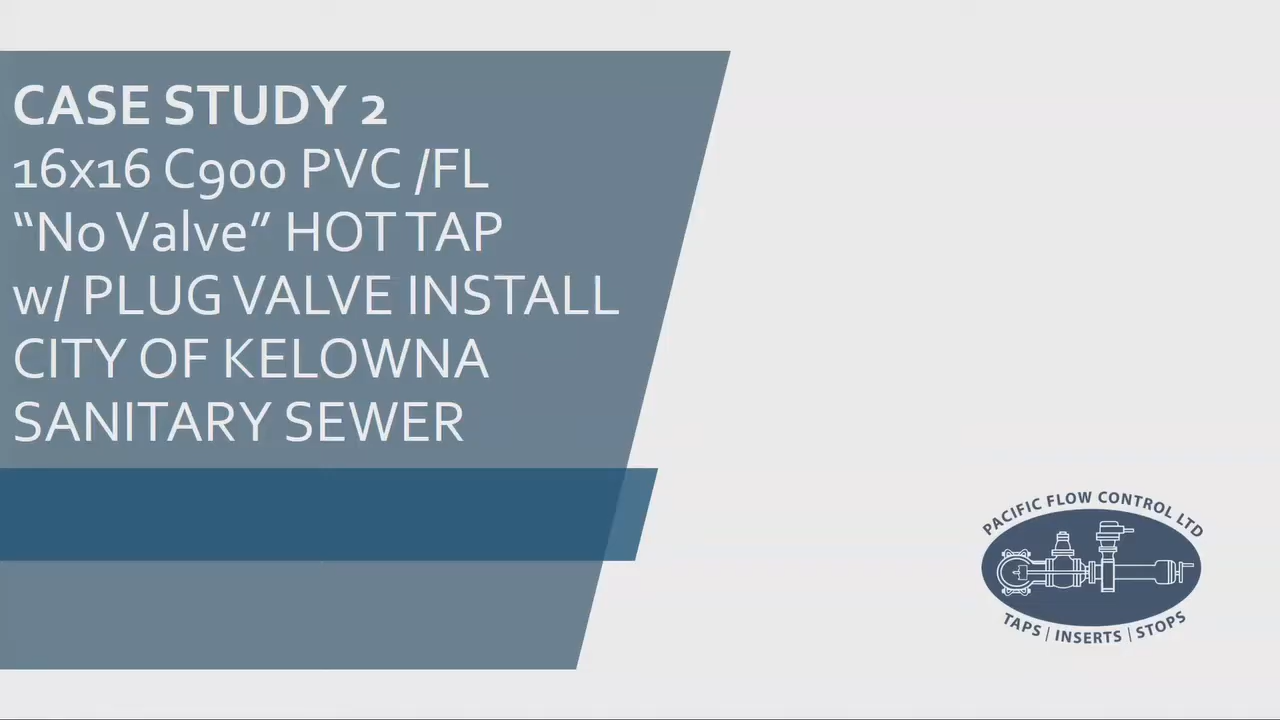 CASE STUDY 2
16x16 C900 PVC /FL
“No Valve” HOT TAP
w/ PLUG VALVE INSTALL
CITY OF KELOWNA
SANITARY SEWER
PACIFIC FLOW CONTROL LTD
TAPS | INSERTS | STOPS